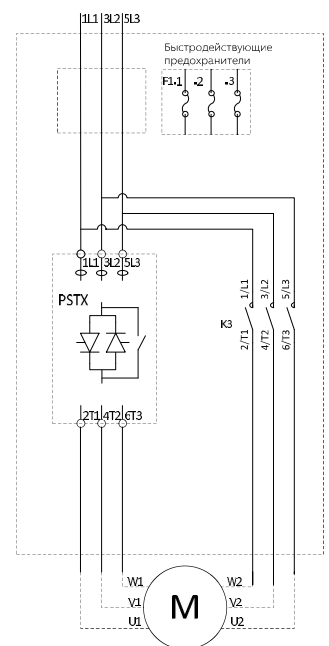 1L1 3L2 5L3
Быстродействующие
предохранители
F1.1 .2 .3
1L1 3L2 5L3
PSTX
1/L1 3/L2 5/L3
K3
2/T1 4/T2 6/T3
2T1 4T2 6T3
W1 W2
V1 M V2
U1 U2